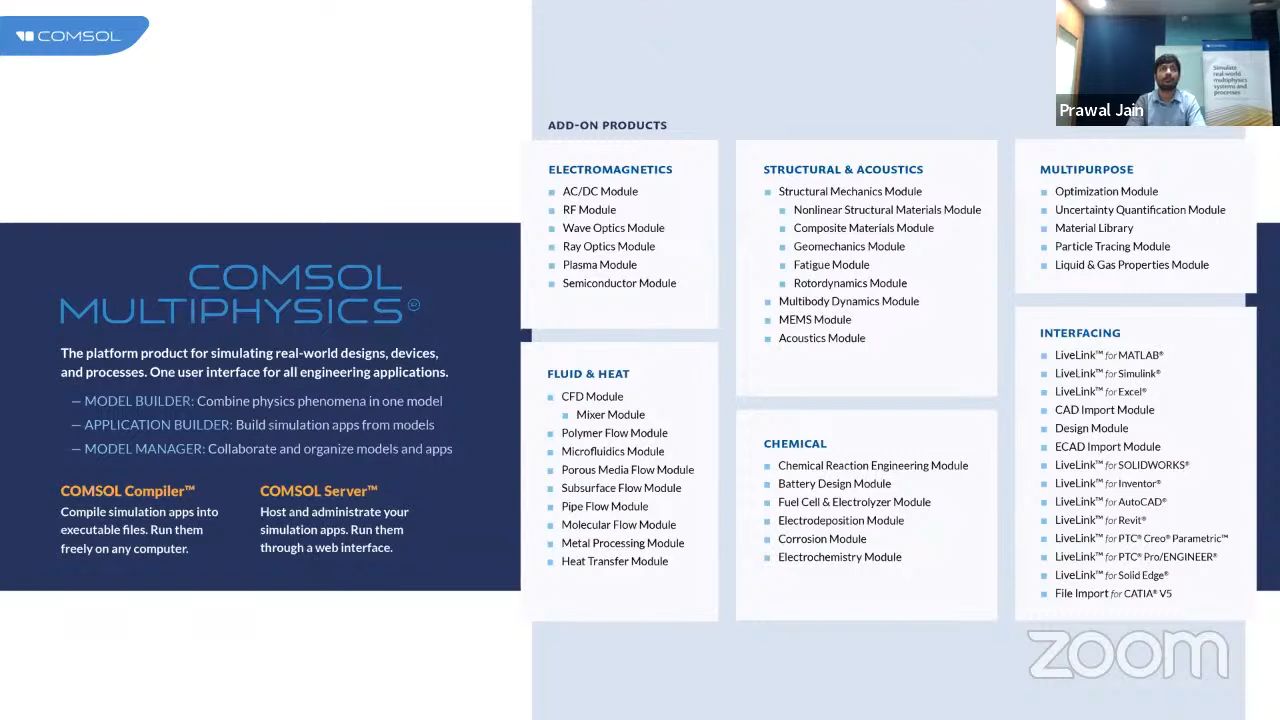 COMSOL
Simulate
real-world
multiphysics
systems and
processes
Prawal Jain
COMSOL
MULTIPHYSICS®
The platform product for simulating real-world designs, devices,
and processes. One user interface for all engineering applications.
— MODEL BUILDER: Combine physics phenomena in one model
— APPLICATION BUILDER: Build simulation apps from models
— MODEL MANAGER: Collaborate and organize models and apps
COMSOL Compiler™
Compile simulation apps into
executable files. Run them
freely on any computer.
COMSOL Server™
Host and administrate your
simulation apps. Run them
through a web interface.
ADD-ON PRODUCTS
ELECTROMAGNETICS
AC/DC Module
RF Module
Wave Optics Module
Ray Optics Module
Plasma Module
Semiconductor Module
FLUID & HEAT
CFD Module
Mixer Module
Polymer Flow Module
Microfluidics Module
Porous Media Flow Module
Subsurface Flow Module
Pipe Flow Module
Molecular Flow Module
Metal Processing Module
Heat Transfer Module
STRUCTURAL & ACOUSTICS
Structural Mechanics Module
Nonlinear Structural Materials Module
Composite Materials Module
Geomechanics Module
Fatigue Module
Rotordynamics Module
Multibody Dynamics Module
MEMS Module
Acoustics Module
CHEMICAL
Chemical Reaction Engineering Module
Battery Design Module
Fuel Cell & Electrolyzer Module
Electrodeposition Module
Corrosion Module
Electrochemistry Module
MULTIPURPOSE
Optimization Module
Uncertainty Quantification Module
Material Library
Particle Tracing Module
Liquid & Gas Properties Module
INTERFACING
LiveLink™ for MATLAB®
LiveLink™ for Simulink®
LiveLink™ for Excel®
CAD Import Module
Design Module
ECAD Import Module
LiveLink™ for SOLIDWORKS®
LiveLink™ for Inventor®
LiveLink™ for AutoCAD®
LiveLink™ for Revit®
LiveLink™ for PTC® Creo® Parametric™
LiveLink™ for PTC® Pro/ENGINEER®
LiveLink™ for Solid Edge®
File Import for CATIA® V5
zoom